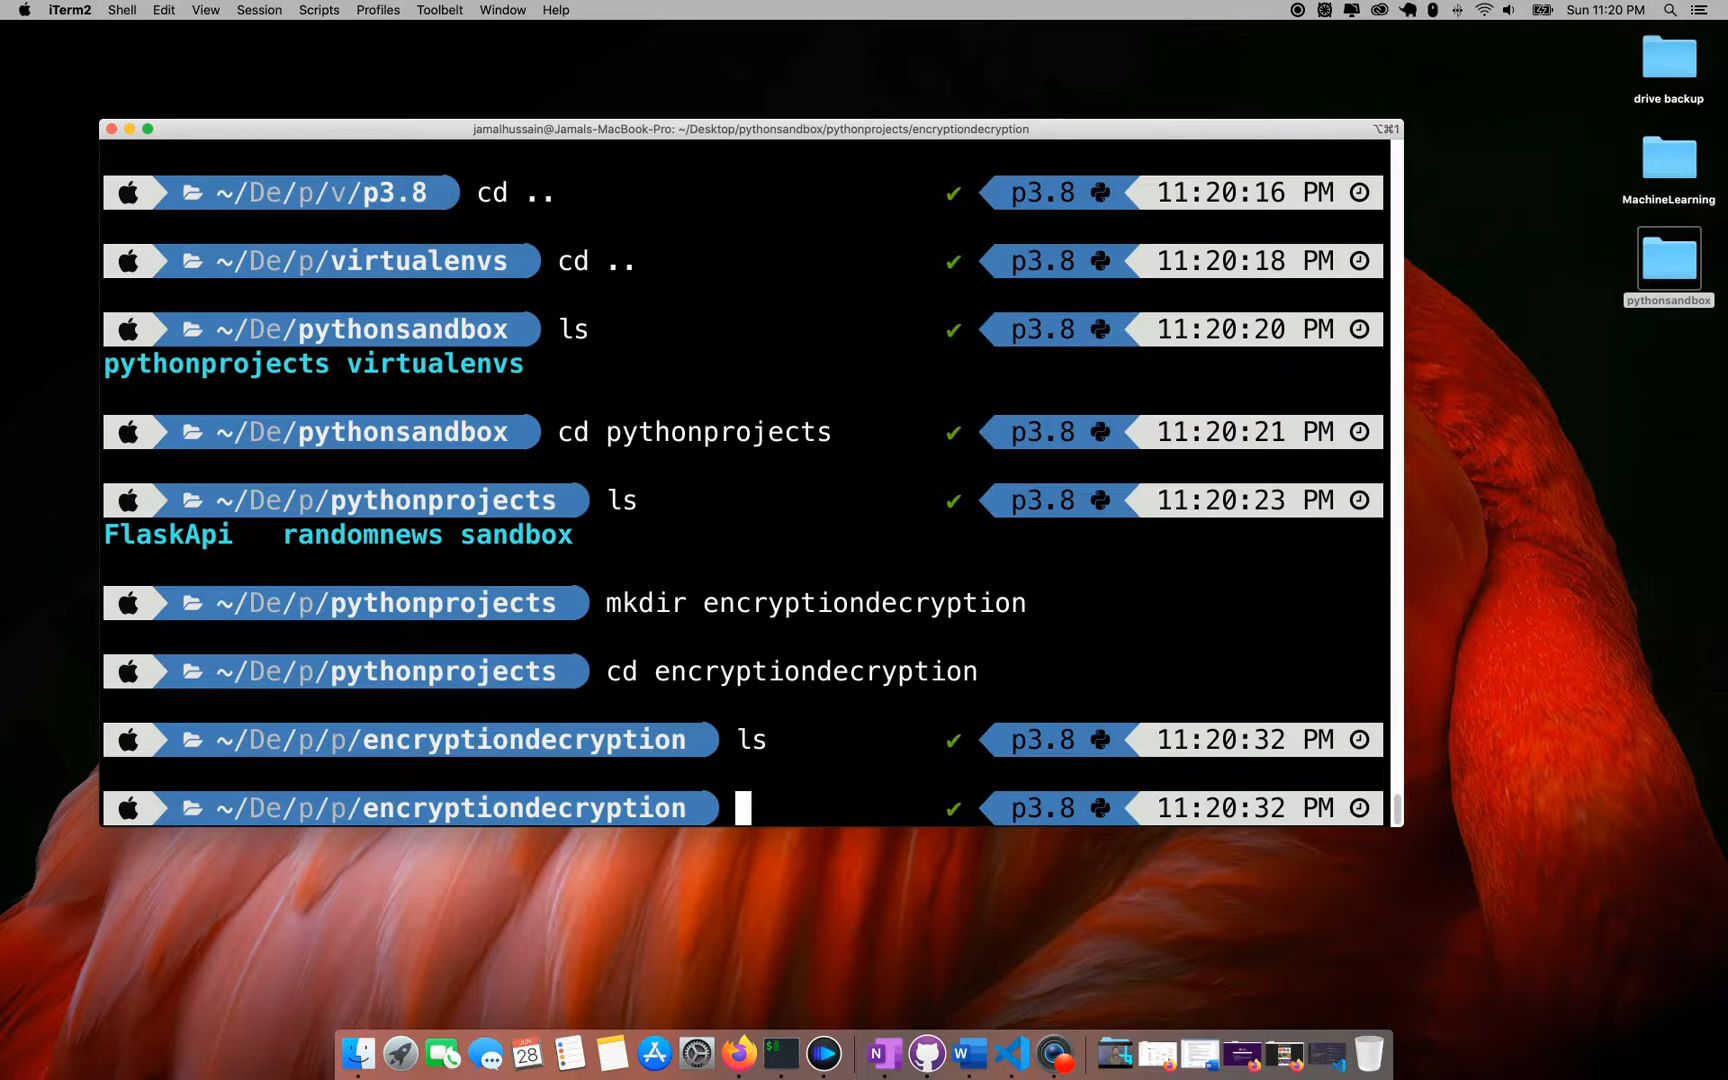 iTerm2 Shell Edit View Session Scripts Profiles Toolbelt Window Help Sun 11:20 PM
drive backup
MachineLearning
pythonsandbox
jamalhussain@Jamals-MacBook-Pro: ~/Desktop/pythonsandbox/pythonprojects/encryptiondecryption ⌥⌘1
~/De/p/v/p3.8 cd .. ✔ p3.8 11:20:16 PM
~/De/p/virtualenvs cd .. ✔ p3.8 11:20:18 PM
~/De/pythonsandbox ls ✔ p3.8 11:20:20 PM
pythonprojects virtualenvs
~/De/pythonsandbox cd pythonprojects ✔ p3.8 11:20:21 PM
~/De/p/pythonprojects ls ✔ p3.8 11:20:23 PM
FlaskApi randomnews sandbox
~/De/p/pythonprojects mkdir encryptiondecryption
~/De/p/pythonprojects cd encryptiondecryption
~/De/p/p/encryptiondecryption ls ✔ p3.8 11:20:32 PM
~/De/p/p/encryptiondecryption ✔ p3.8 11:20:32 PM
JUN
28
N
W
$